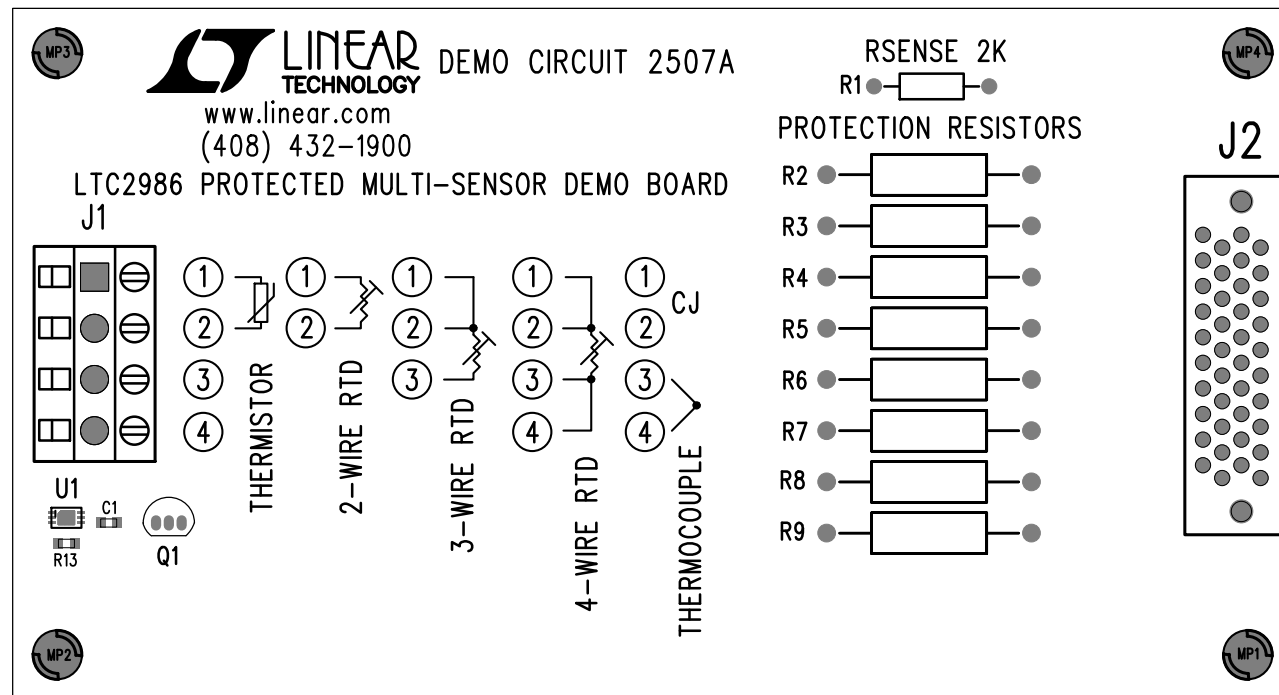 MP3
LINEAR
TECHNOLOGY
DEMO CIRCUIT 2507A
www.linear.com
(408) 432-1900
LTC2986 PROTECTED MULTI-SENSOR DEMO BOARD
RSENSE 2K
R1
PROTECTION RESISTORS
R2
R3
R4
R5
R6
R7
R8
R9
MP4
J2
J1
1
2
3
4
THERMISTOR
1
2
2-WIRE RTD
1
2
3
3-WIRE RTD
1
2
3
4
4-WIRE RTD
1
2
CJ
3
4
THERMOCOUPLE
U1
C1
R13
Q1
MP2
MP1